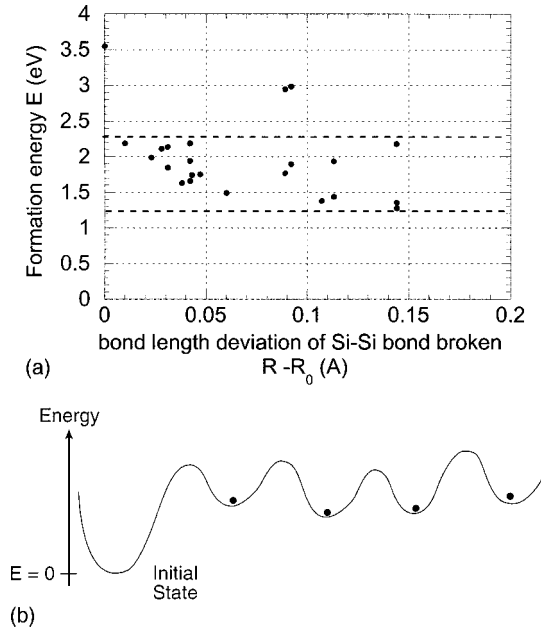 4
3.5
3
2.5
2
1.5
1
0.5
0
Formation energy E (eV)
0 0.05 0.1 0.15 0.2
bond length deviation of Si-Si bond broken
(a) R -R₀ (A)
Energy
E = 0
Initial
State
(b)